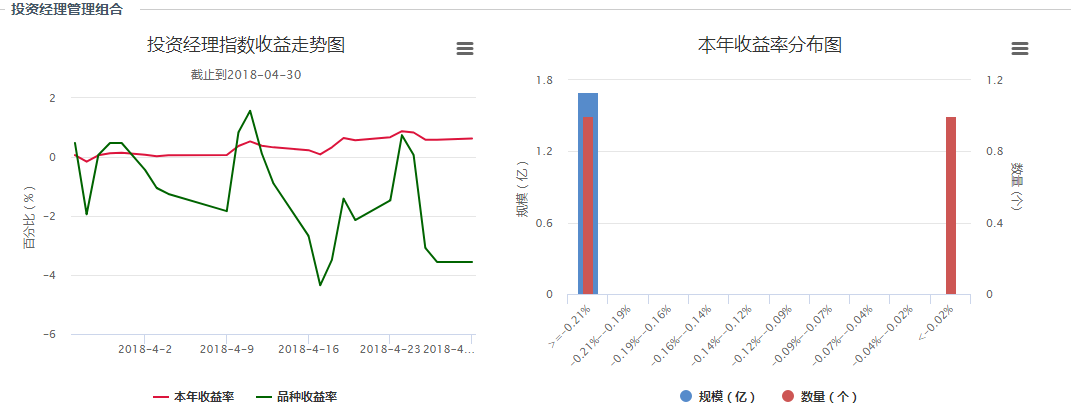 投资经理管理组合
投资经理指数收益走势图
截止到2018-04-30
百分比（%）
2
0
-2
-4
-6
2018-4-2
2018-4-9
2018-4-16
2018-4-23
2018-4...
本年收益率
品种收益率
本年收益率分布图
规模（亿）
1.8
1.2
0.6
0
数量 (个)
1.2
0.8
0.4
0
>=-0.21%
-0.21%--0.19%
-0.19%--0.16%
-0.16%--0.14%
-0.14%--0.12%
-0.12%--0.09%
-0.09%--0.07%
-0.07%--0.04%
-0.04%--0.02%
<-0.02%
规模（亿）
数量（个）